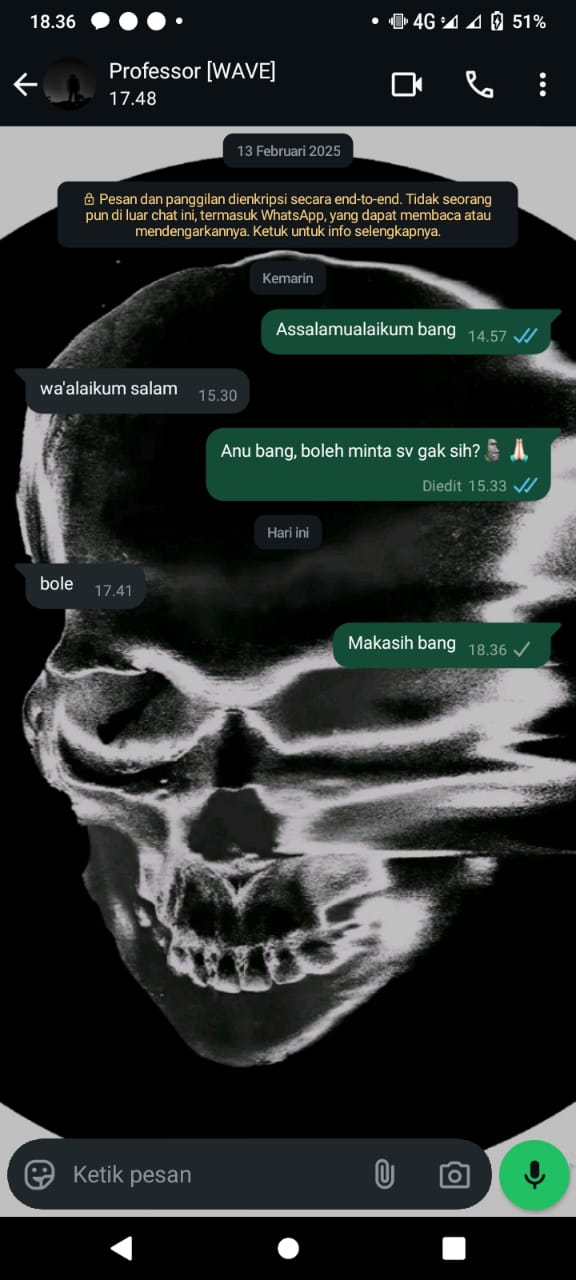 18.36
4G
51%
Professor [WAVE]
17.48
13 Februari 2025
Pesan dan panggilan dienkripsi secara end-to-end. Tidak seorang
pun di luar chat ini, termasuk WhatsApp, yang dapat membaca atau
mendengarkannya. Ketuk untuk info selengkapnya.
Kemarin
Assalamualaikum bang 14.57
wa'alaikum salam 15.30
Anu bang, boleh minta sv gak sih?🗿🙏🏻
Diedit 15.33
Hari ini
bole 17.41
Makasih bang 18.36
Ketik pesan